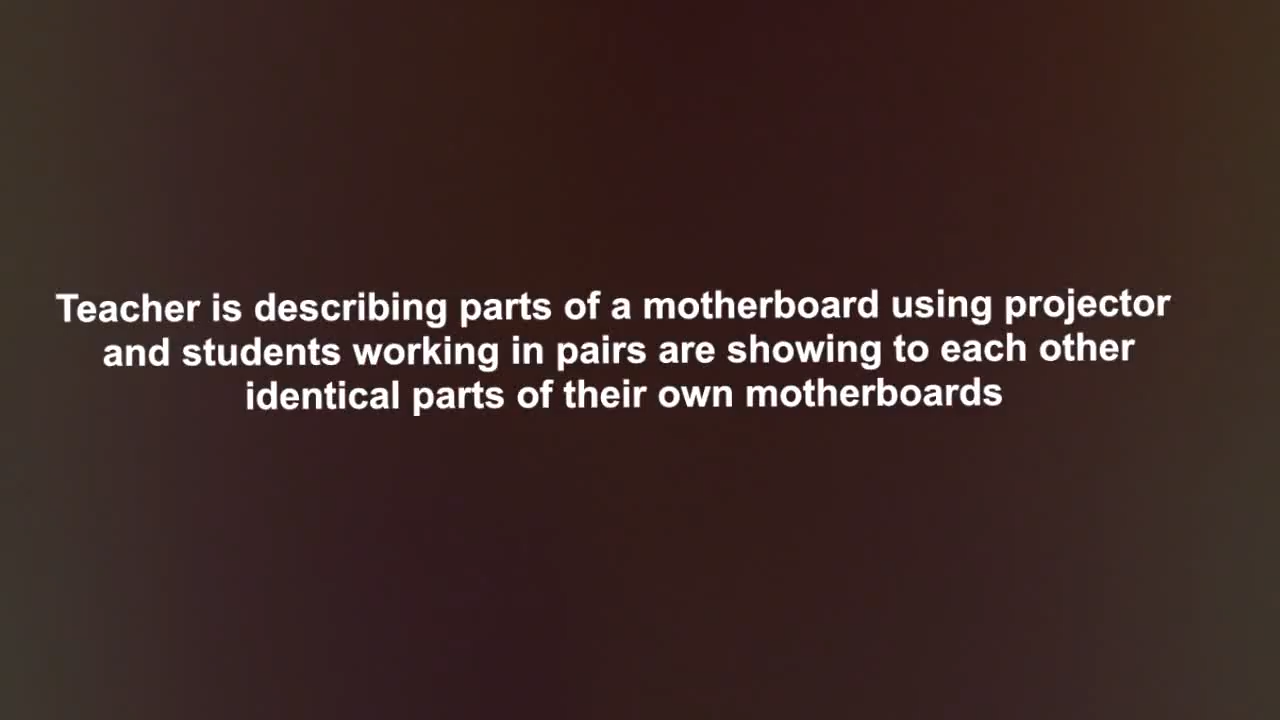 Teacher is describing parts of a motherboard using projector
and students working in pairs are showing to each other
identical parts of their own motherboards